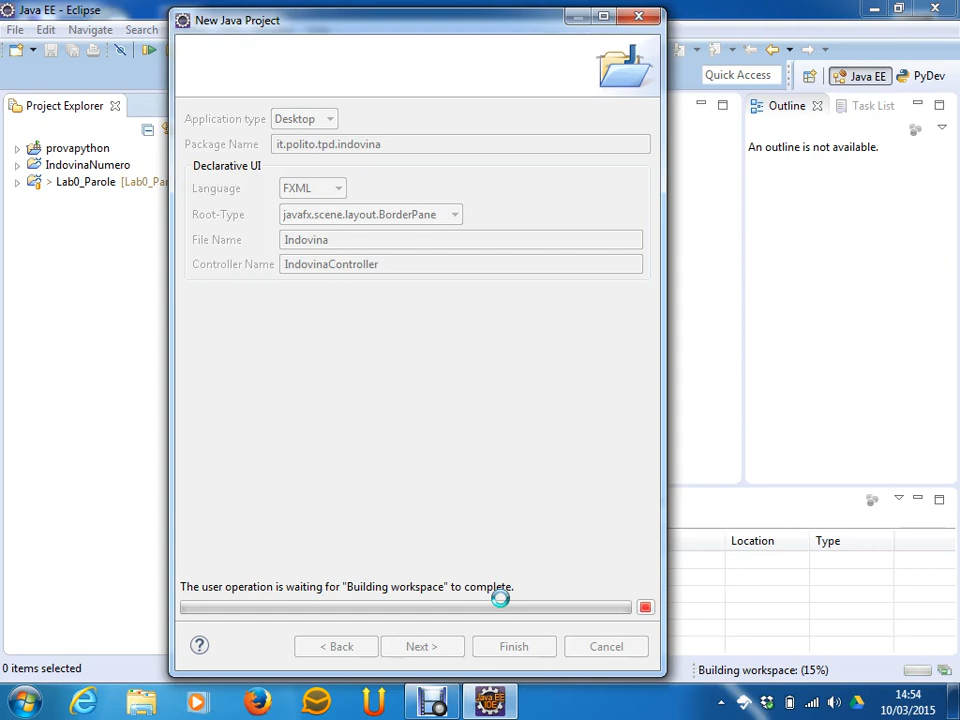 Java EE - Eclipse
New Java Project
File Edit Navigate Search
Quick Access
Java EE
PyDev
Project Explorer
Outline
Task List
An outline is not available.
provapython
IndovinaNumero
> Lab0_Parole [Lab0_Par
Application type Desktop
Package Name it.polito.tpd.indovina
Declarative UI
Language FXML
Root-Type javafx.scene.layout.BorderPane
File Name Indovina
Controller Name IndovinaController
Location Type
The user operation is waiting for "Building workspace" to complete.
? < Back Next > Finish Cancel
0 items selected
Building workspace: (15%)
Java EE
IDE
14:54
10/03/2015